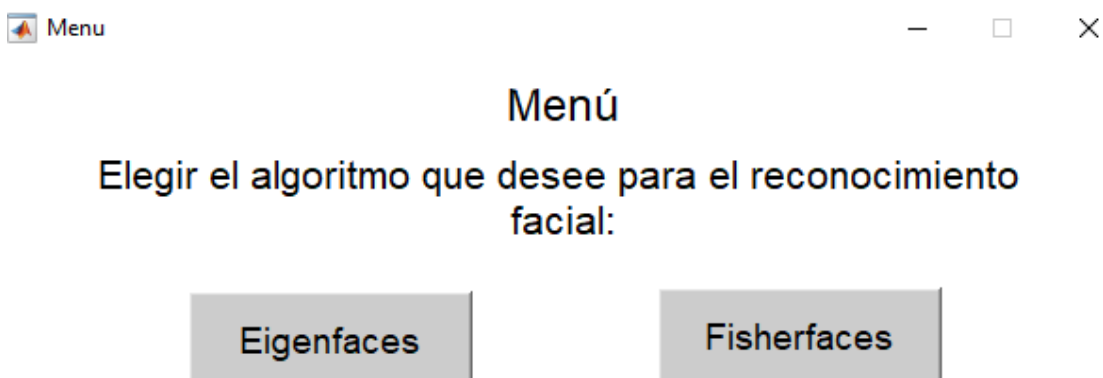 Menu
Menú
Elegir el algoritmo que desee para el reconocimiento
facial:
Eigenfaces
Fisherfaces